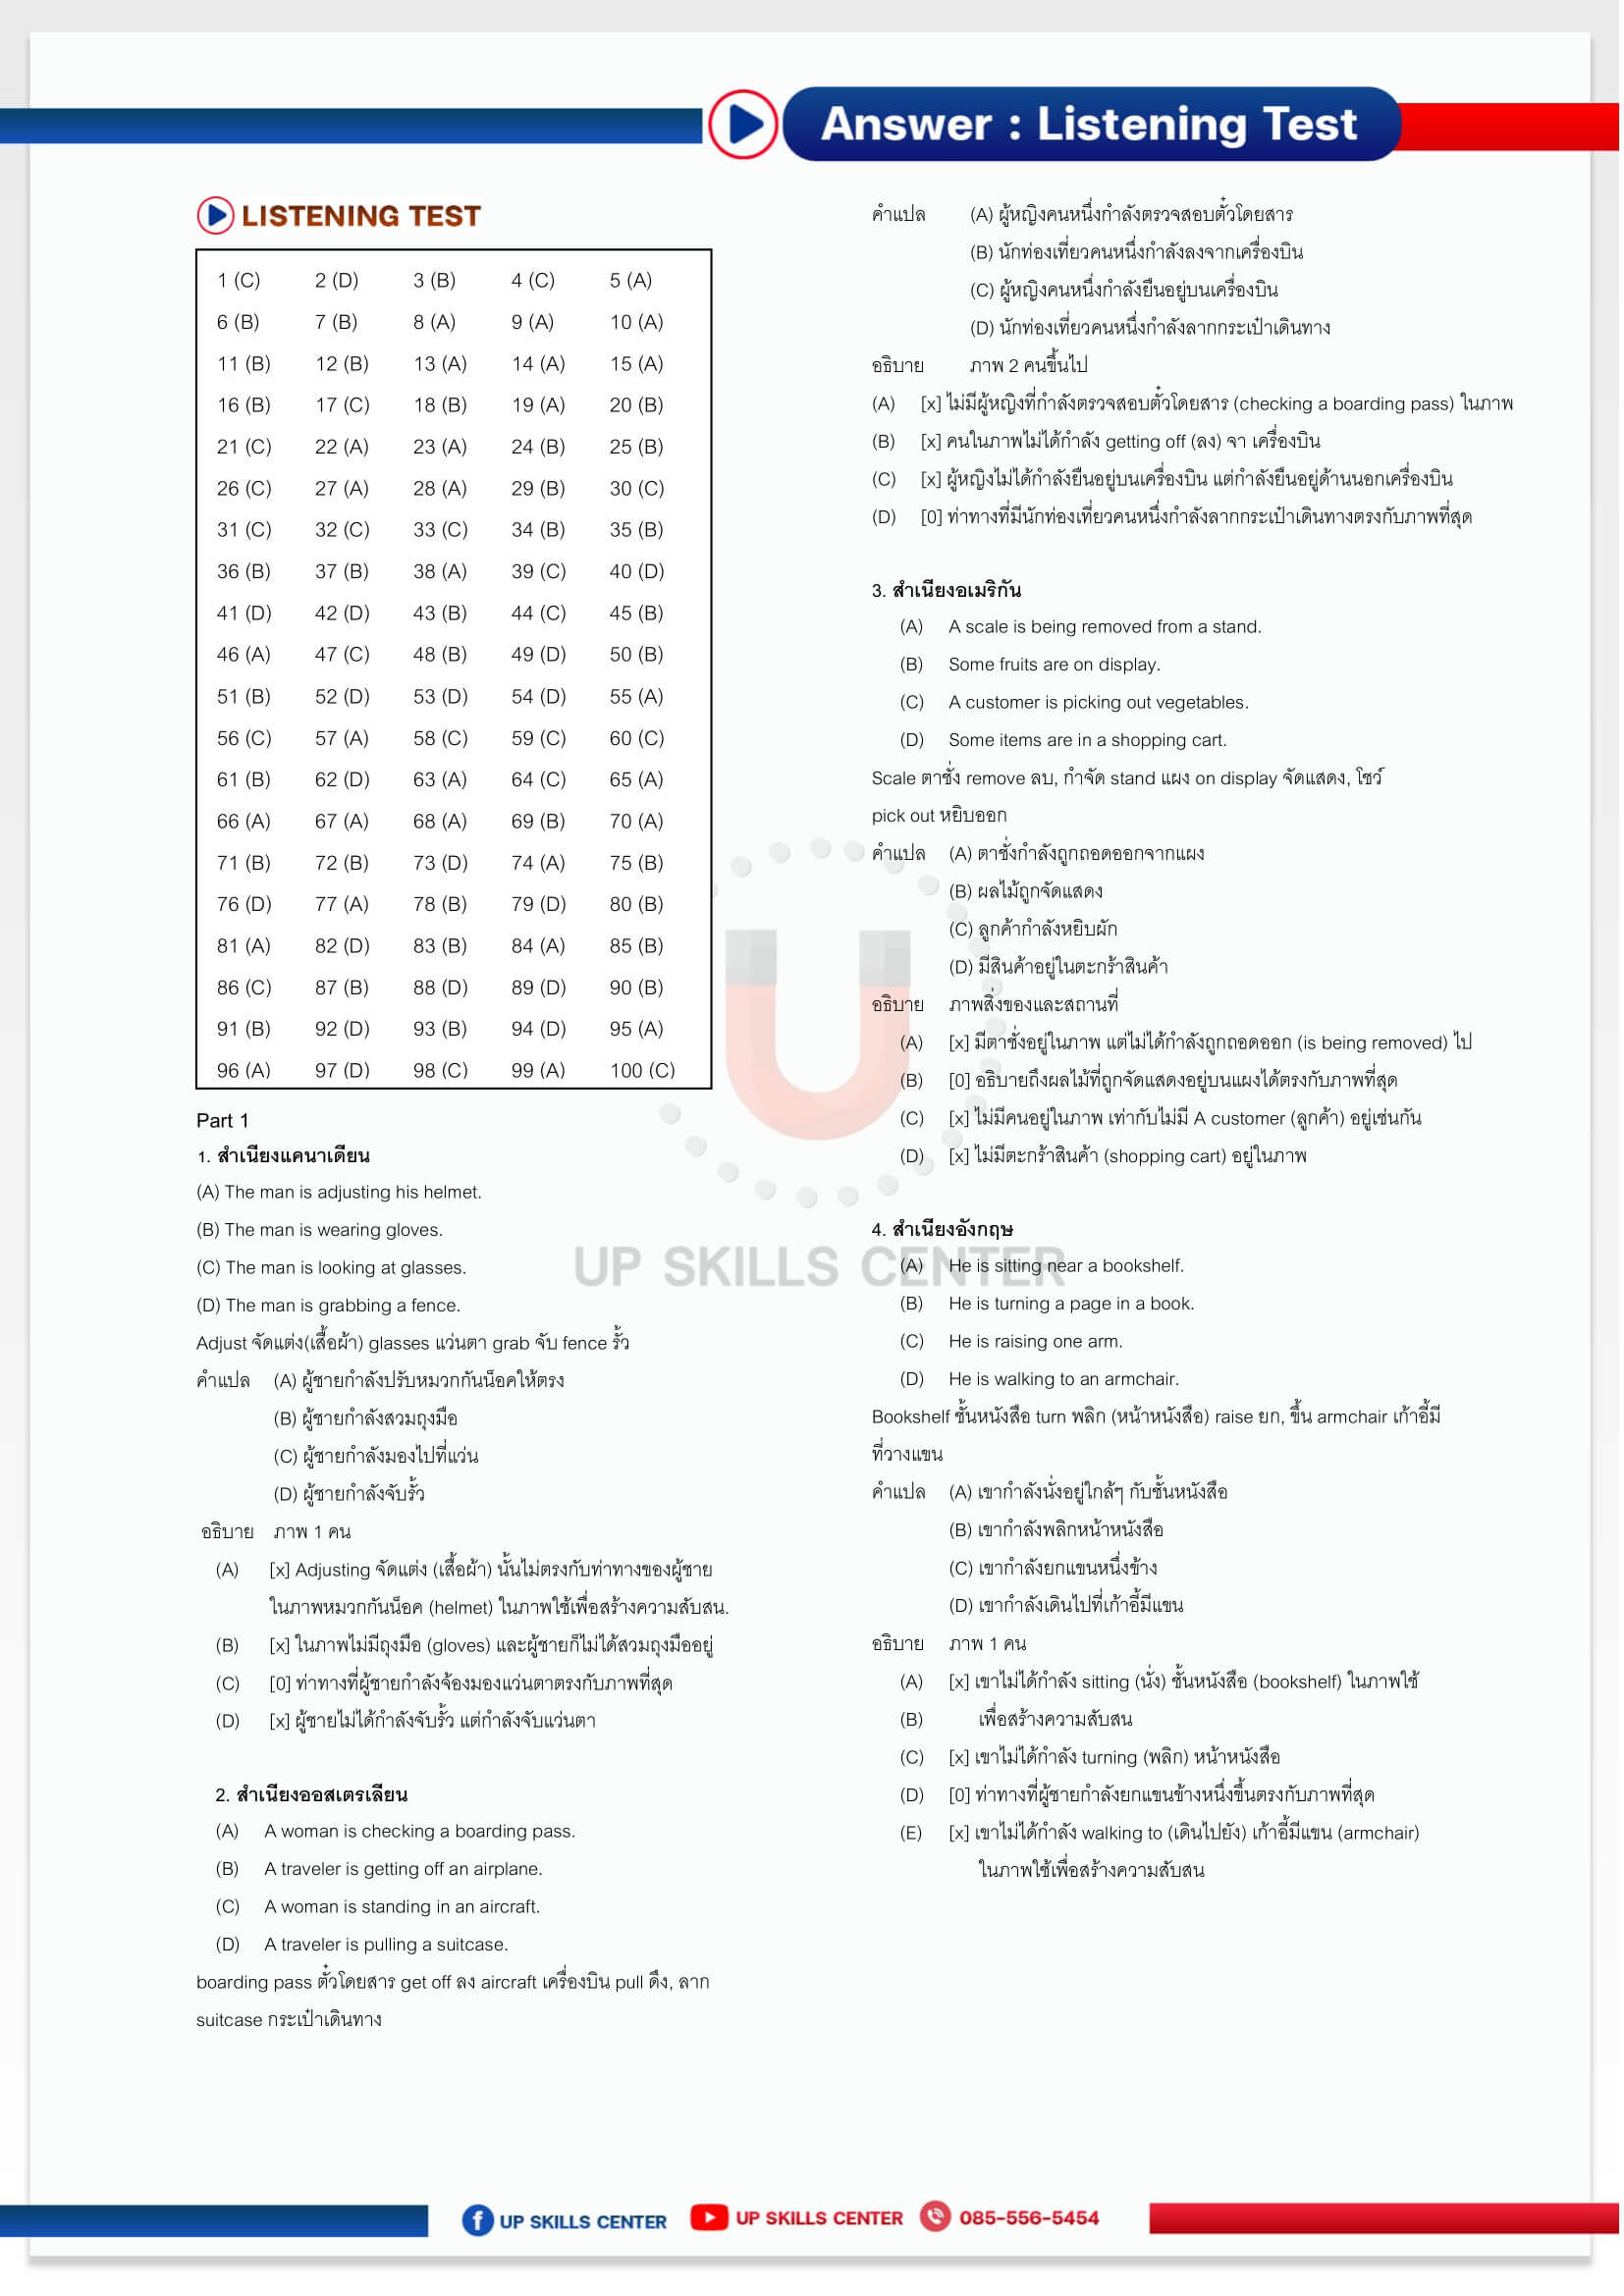 Answer : Listening Test
LISTENING TEST
1 (C) 2 (D) 3 (B) 4 (C) 5 (A)
6 (B) 7 (B) 8 (A) 9 (A) 10 (A)
11 (B) 12 (B) 13 (A) 14 (A) 15 (A)
16 (B) 17 (C) 18 (B) 19 (A) 20 (B)
21 (C) 22 (A) 23 (A) 24 (B) 25 (B)
26 (C) 27 (A) 28 (A) 29 (B) 30 (C)
31 (C) 32 (C) 33 (C) 34 (B) 35 (B)
36 (B) 37 (B) 38 (A) 39 (C) 40 (D)
41 (D) 42 (D) 43 (B) 44 (C) 45 (B)
46 (A) 47 (C) 48 (B) 49 (D) 50 (B)
51 (B) 52 (D) 53 (D) 54 (D) 55 (A)
56 (C) 57 (A) 58 (C) 59 (C) 60 (C)
61 (B) 62 (D) 63 (A) 64 (C) 65 (A)
66 (A) 67 (A) 68 (A) 69 (B) 70 (A)
71 (B) 72 (B) 73 (D) 74 (A) 75 (B)
76 (D) 77 (A) 78 (B) 79 (D) 80 (B)
81 (A) 82 (D) 83 (B) 84 (A) 85 (B)
86 (C) 87 (B) 88 (D) 89 (D) 90 (B)
91 (B) 92 (D) 93 (B) 94 (D) 95 (A)
96 (A) 97 (D) 98 (C) 99 (A) 100 (C)
Part 1
1. สำเนียงแคนาเดียน
(A) The man is adjusting his helmet.
(B) The man is wearing gloves.
(C) The man is looking at glasses.
(D) The man is grabbing a fence.
Adjust จัดแต่ง(เสื้อผ้า) glasses แว่นตา grab จับ fence รั้ว
คำแปล (A) ผู้ชายกำลังปรับหมวกกันน็อคให้ตรง
(B) ผู้ชายกำลังสวมถุงมือ
(C) ผู้ชายกำลังมองไปที่แว่น
(D) ผู้ชายกำลังจับรั้ว
อธิบาย ภาพ 1 คน
(A) [x] Adjusting จัดแต่ง (เสื้อผ้า) นั้นไม่ตรงกับท่าทางของผู้ชาย
ในภาพหมวกกันน็อค (helmet) ในภาพใช้เพื่อสร้างความสับสน.
(B) [x] ในภาพไม่มีถุงมือ (gloves) และผู้ชายก็ไม่ได้สวมถุงมืออยู่
(C) [0] ท่าทางที่ผู้ชายกำลังจ้องมองแว่นตาตรงกับภาพที่สุด
(D) [x] ผู้ชายไม่ได้กำลังจับรั้ว แต่กำลังจับแว่นตา
2. สำเนียงออสเตรเลียน
(A) A woman is checking a boarding pass.
(B) A traveler is getting off an airplane.
(C) A woman is standing in an aircraft.
(D) A traveler is pulling a suitcase.
boarding pass ตั๋วโดยสาร get off ลง aircraft เครื่องบิน pull ดึง, ลาก
suitcase กระเป๋าเดินทาง
คำแปล (A) ผู้หญิงคนหนึ่งกำลังตรวจสอบตั๋วโดยสาร
(B) นักท่องเที่ยวคนหนึ่งกำลังลงจากเครื่องบิน
(C) ผู้หญิงคนหนึ่งกำลังยืนอยู่บนเครื่องบิน
(D) นักท่องเที่ยวคนหนึ่งกำลังลากกระเป๋าเดินทาง
อธิบาย ภาพ 2 คนขึ้นไป
(A) [x] ไม่มีผู้หญิงที่กำลังตรวจสอบตั๋วโดยสาร (checking a boarding pass) ในภาพ
(B) [x] คนในภาพไม่ได้กำลัง getting off (ลง) จา เครื่องบิน
(C) [x] ผู้หญิงไม่ได้กำลังยืนอยู่บนเครื่องบิน แต่กำลังยืนอยู่ด้านนอกเครื่องบิน
(D) [0] ท่าทางที่มีนักท่องเที่ยวคนหนึ่งกำลังลากกระเป๋าเดินทางตรงกับภาพที่สุด
3. สำเนียงอเมริกัน
(A) A scale is being removed from a stand.
(B) Some fruits are on display.
(C) A customer is picking out vegetables.
(D) Some items are in a shopping cart.
Scale ตาชั่ง remove ลบ, กำจัด stand แผง on display จัดแสดง, โชว์
pick out หยิบออก
คำแปล (A) ตาชั่งกำลังถูกถอดออกจากแผง
(B) ผลไม้ถูกจัดแสดง
(C) ลูกค้ากำลังหยิบผัก
(D) มีสินค้าอยู่ในตะกร้าสินค้า
อธิบาย ภาพสิ่งของและสถานที่
(A) [x] มีตาชั่งอยู่ในภาพ แต่ไม่ได้กำลังถูกถอดออก (is being removed) ไป
(B) [0] อธิบายถึงผลไม้ที่ถูกจัดแสดงอยู่บนแผงได้ตรงกับภาพที่สุด
(C) [x] ไม่มีคนอยู่ในภาพ เท่ากับไม่มี A customer (ลูกค้า) อยู่เช่นกัน
(D) [x] ไม่มีตะกร้าสินค้า (shopping cart) อยู่ในภาพ
4. สำเนียงอังกฤษ
(A) He is sitting near a bookshelf.
(B) He is turning a page in a book.
(C) He is raising one arm.
(D) He is walking to an armchair.
Bookshelf ชั้นหนังสือ turn พลิก (หน้าหนังสือ) raise ยก, ขึ้น armchair เก้าอี้มี
ที่วางแขน
คำแปล (A) เขากำลังนั่งอยู่ใกล้ๆ กับชั้นหนังสือ
(B) เขากำลังพลิกหน้าหนังสือ
(C) เขากำลังยกแขนหนึ่งข้าง
(D) เขากำลังเดินไปที่เก้าอี้มีแขน
อธิบาย ภาพ 1 คน
(A) [x] เขาไม่ได้กำลัง sitting (นั่ง) ชั้นหนังสือ (bookshelf) ในภาพใช้
(B) เพื่อสร้างความสับสน
(C) [x] เขาไม่ได้กำลัง turning (พลิก) หน้าหนังสือ
(D) [0] ท่าทางที่ผู้ชายกำลังยกแขนข้างหนึ่งขึ้นตรงกับภาพที่สุด
(E) [x] เขาไม่ได้กำลัง walking to (เดินไปยัง) เก้าอี้มีแขน (armchair)
ในภาพใช้เพื่อสร้างความสับสน
UP SKILLS CENTER
UP SKILLS CENTER UP SKILLS CENTER 085-556-5454